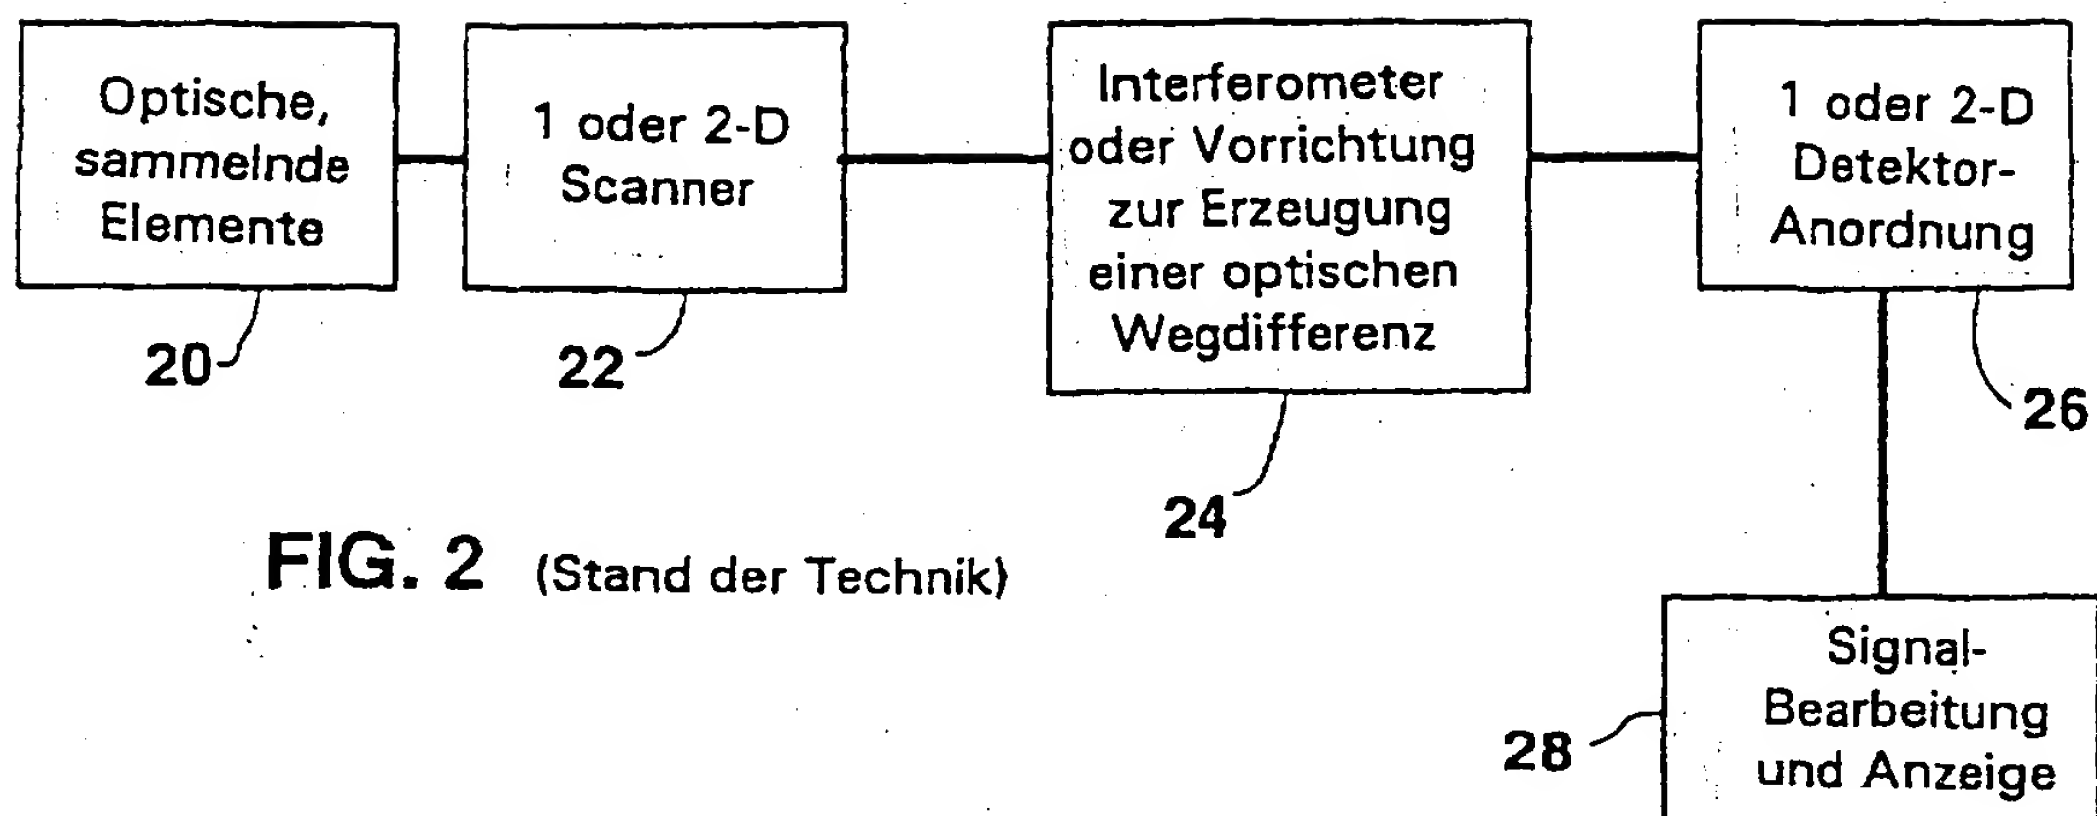 Optische,
sammelnde
Elemente
20
1 oder 2-D
Scanner
22
Interferometer
oder Vorrichtung
zur Erzeugung
einer optischen
Wegdifferenz
24
1 oder 2-D
Detektor-
Anordnung
26
Signal-
Bearbeitung
und Anzeige
28
FIG. 2 (Stand der Technik)